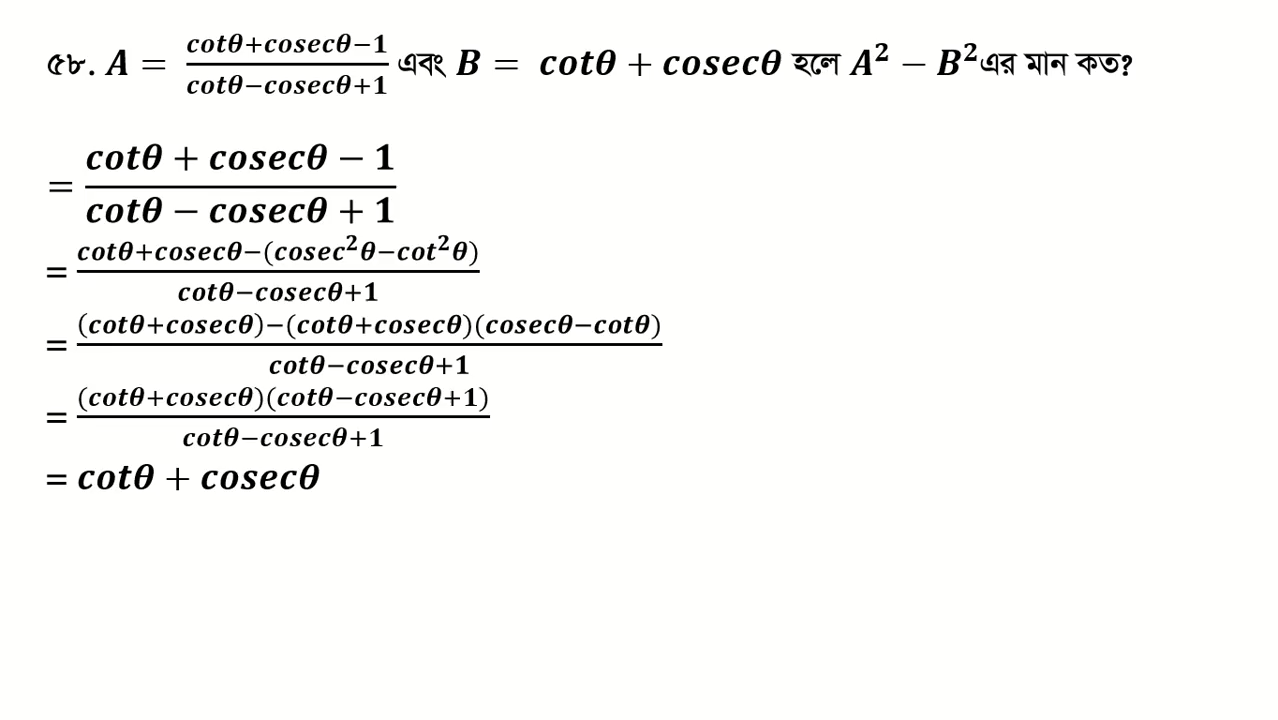 ৫৮. A = (cotθ+cosecθ−1)/(cotθ−cosecθ+1) এবং B = cotθ + cosecθ হলে A² − B² এর মান কত?
= (cotθ + cosecθ − 1)/(cotθ − cosecθ + 1)
= (cotθ+cosecθ−(cosec²θ−cot²θ))/(cotθ−cosecθ+1)
= ((cotθ+cosecθ)−(cotθ+cosecθ)(cosecθ−cotθ))/(cotθ−cosecθ+1)
= ((cotθ+cosecθ)(cotθ−cosecθ+1))/(cotθ−cosecθ+1)
= cotθ + cosecθ